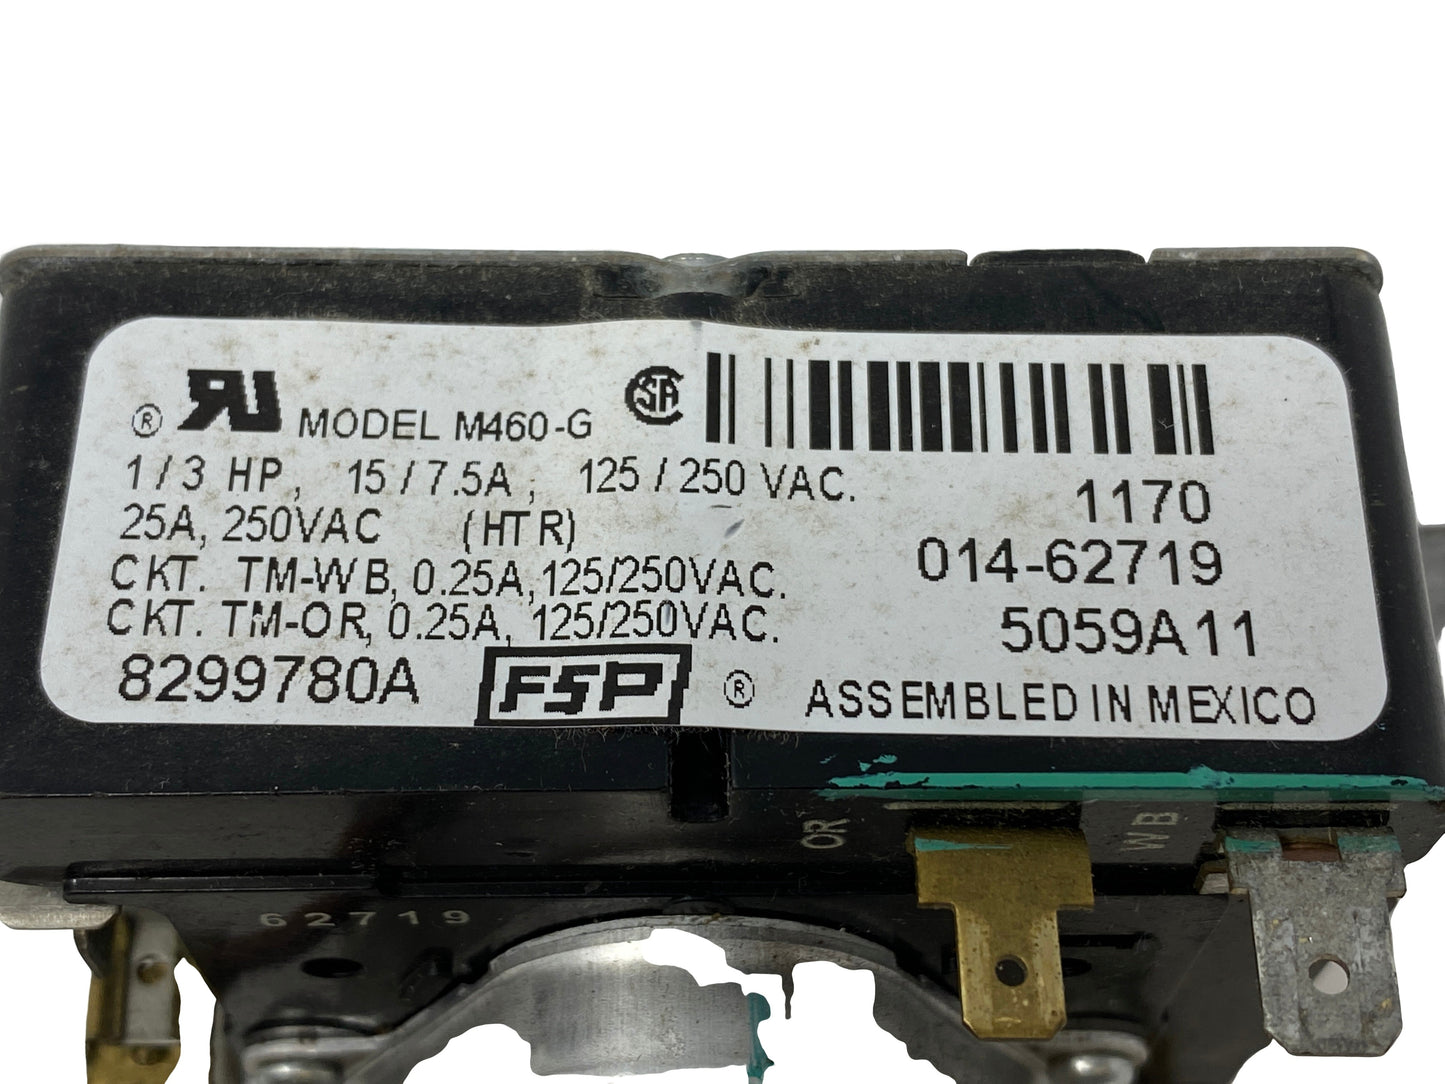 ® RU MODEL M460-G CSA
1/3 HP, 15/7.5A, 125/250 VAC.
25A, 250VAC (HTR)
CKT. TM-WB, 0.25A, 125/250VAC.
CKT. TM-OR, 0.25A, 125/250VAC.
8299780A FSP ®
1170
014-62719
5059A11
ASSEMBLED IN MEXICO
OR
WB
62719